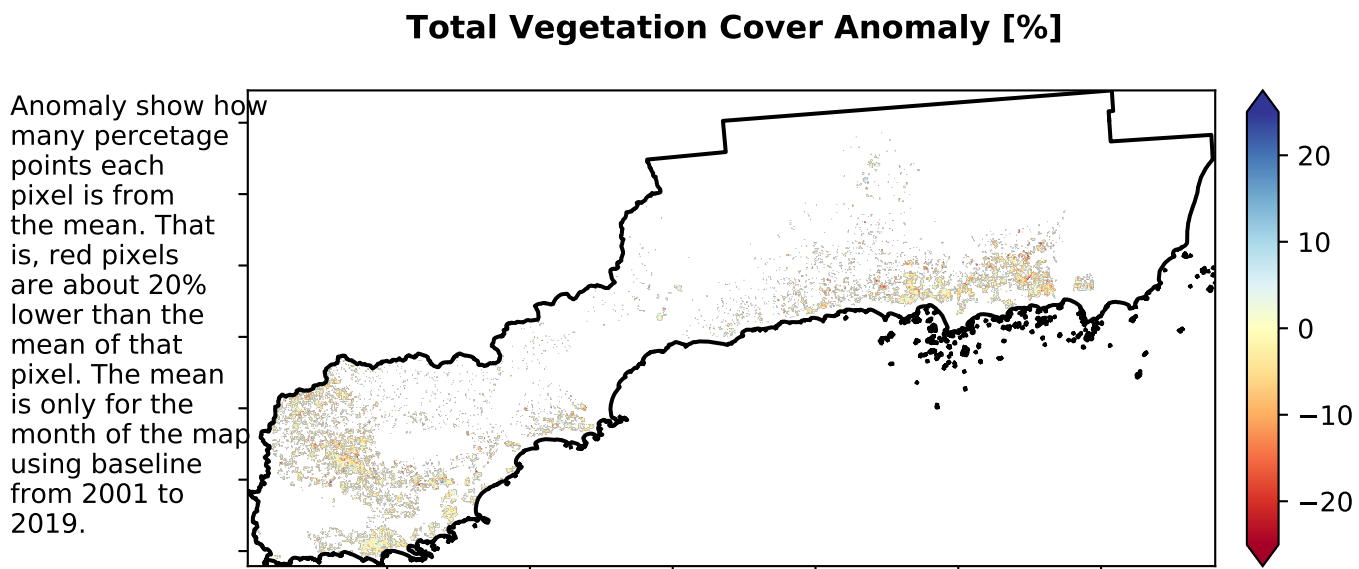 Total Vegetation Cover Anomaly [%]
Anomaly show how
many percetage
points each
pixel is from
the mean. That
is, red pixels
are about 20%
lower than the
mean of that
pixel. The mean
is only for the
month of the map
using baseline
from 2001 to
2019.
20
10
0
−10
−20